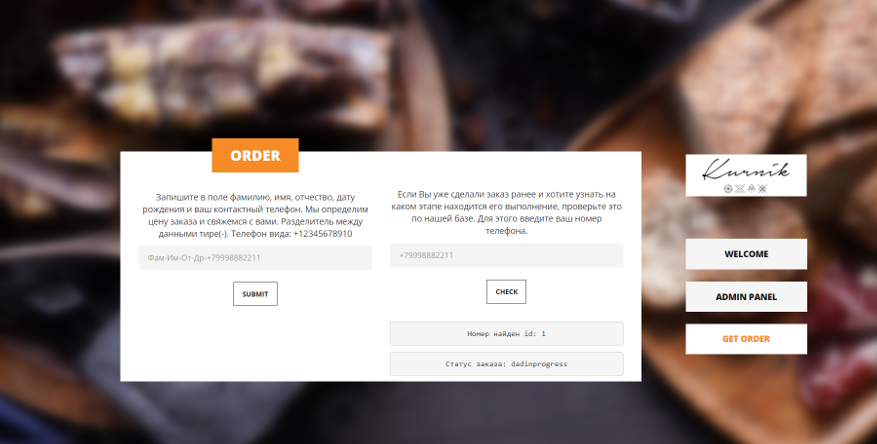 ORDER
Запишите в поле фамилию, имя, отчество, дату
рождения и ваш контактный телефон. Мы определим
цену заказа и свяжемся с вами. Разделитель между
данными тире(-). Телефон вида: +12345678910
Фам-Им-От-Др-+79998882211
SUBMIT
Если Вы уже сделали заказ ранее и хотите узнать на
каком этапе находится его выполнение, проверьте это
по нашей базе. Для этого введите ваш номер
телефона.
+79998882211
CHECK
Номер найден id: 1
Статус заказа: dadinprogress
Kurnik
WELCOME
ADMIN PANEL
GET ORDER